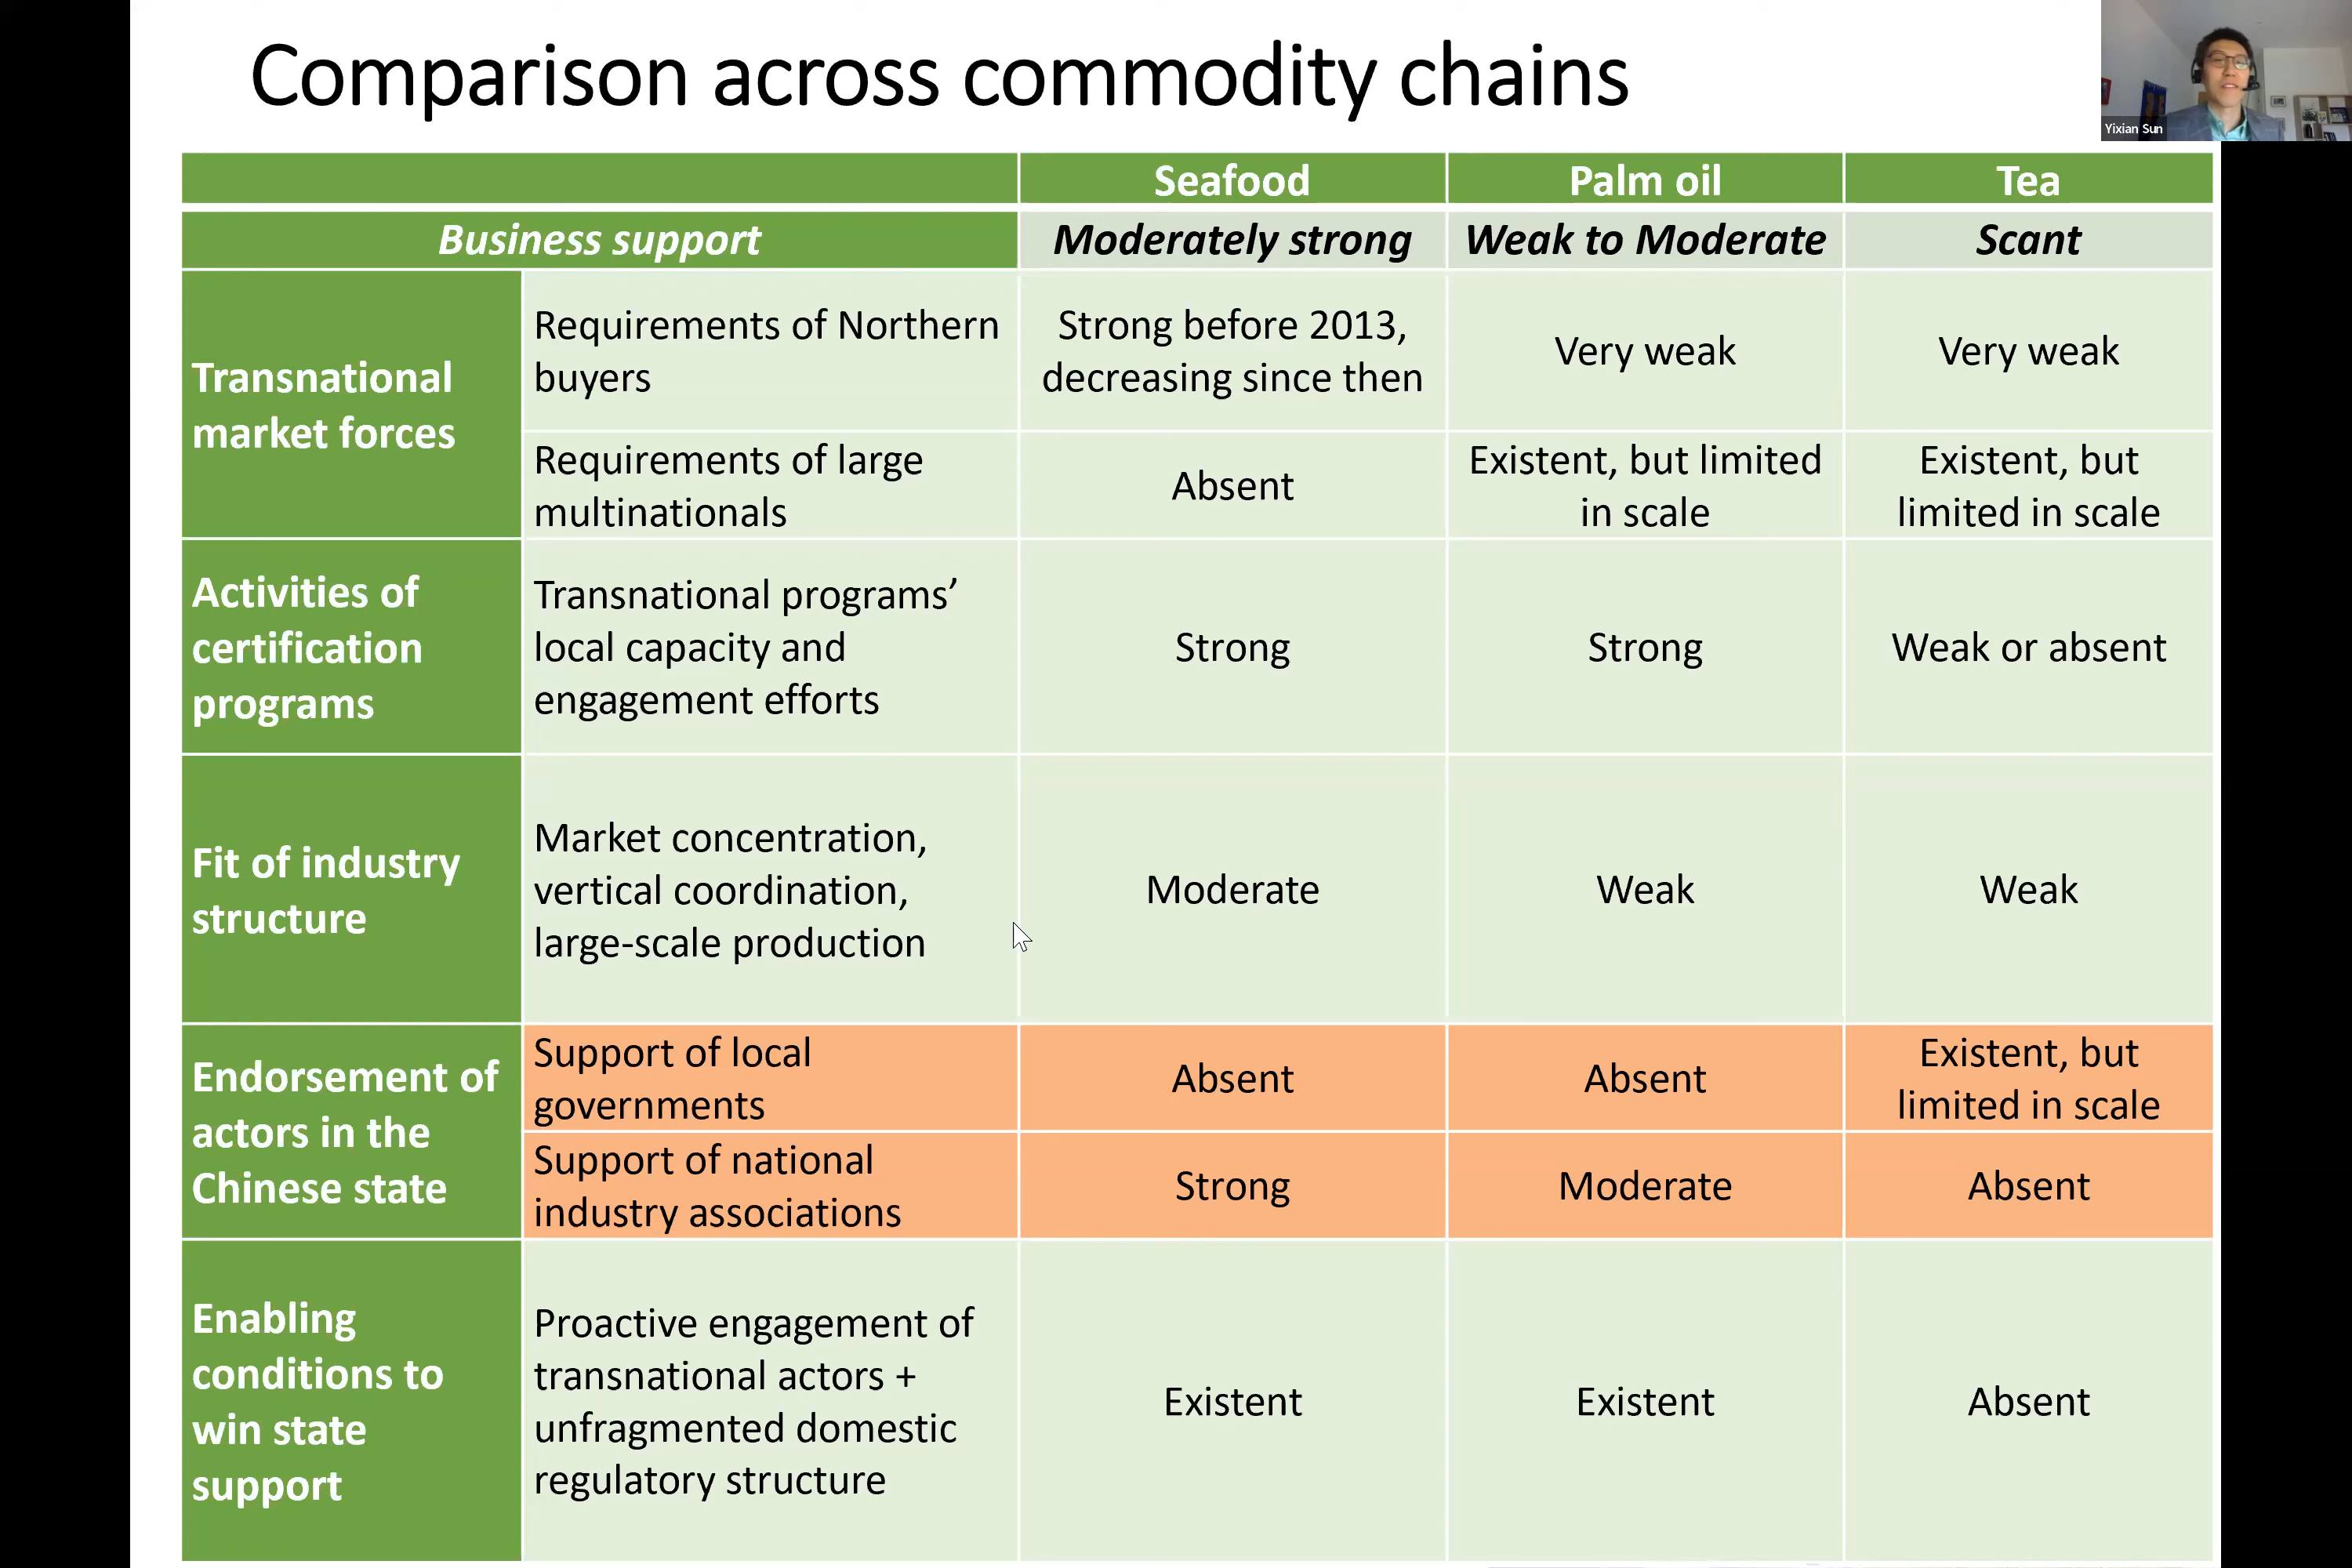 Comparison across commodity chains
Yixian Sun
Seafood
Palm oil
Tea
Business support
Moderately strong
Weak to Moderate
Scant
Transnational
market forces
Requirements of Northern
buyers
Strong before 2013,
decreasing since then
Very weak
Very weak
Requirements of large
multinationals
Absent
Existent, but limited
in scale
Existent, but
limited in scale
Activities of
certification
programs
Transnational programs’
local capacity and
engagement efforts
Strong
Strong
Weak or absent
Fit of industry
structure
Market concentration,
vertical coordination,
large-scale production
Moderate
Weak
Weak
Endorsement of
actors in the
Chinese state
Support of local
governments
Absent
Absent
Existent, but
limited in scale
Support of national
industry associations
Strong
Moderate
Absent
Enabling
conditions to
win state
support
Proactive engagement of
transnational actors +
unfragmented domestic
regulatory structure
Existent
Existent
Absent